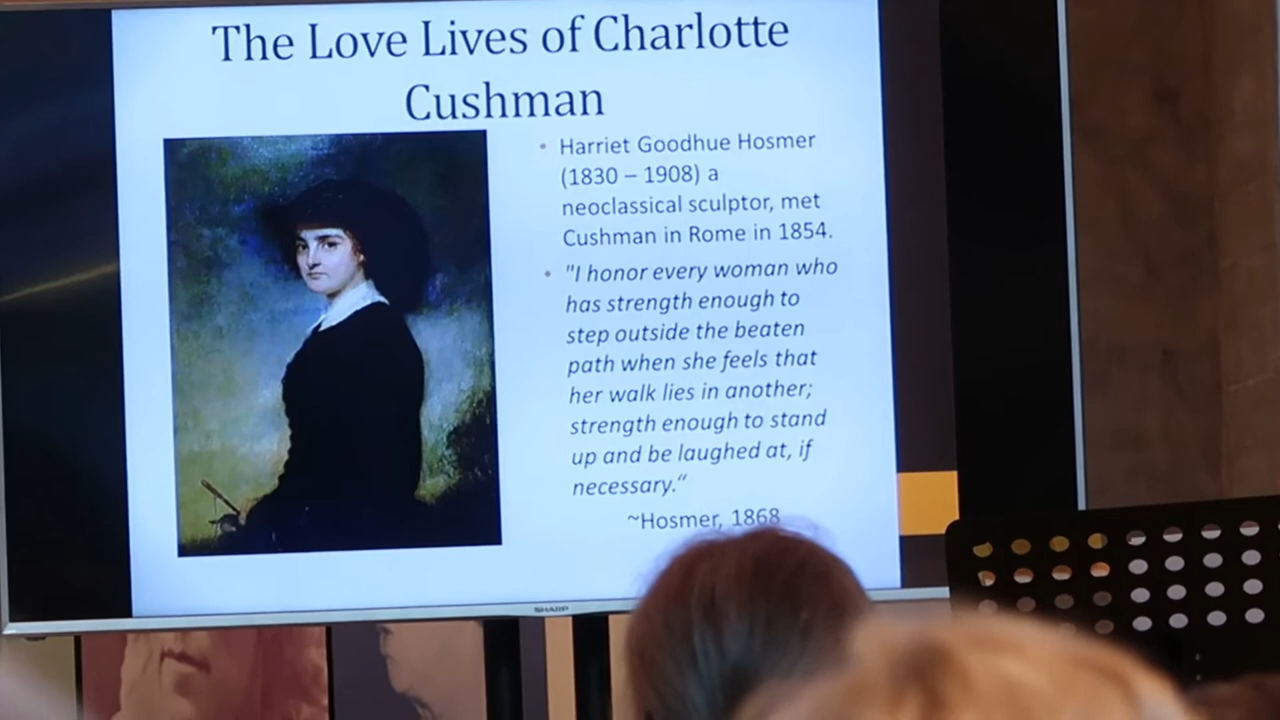 The Love Lives of Charlotte
Cushman
• Harriet Goodhue Hosmer
(1830 – 1908) a
neoclassical sculptor, met
Cushman in Rome in 1854.
• "I honor every woman who
has strength enough to
step outside the beaten
path when she feels that
her walk lies in another;
strength enough to stand
up and be laughed at, if
necessary.“
~Hosmer, 1868
SHARP